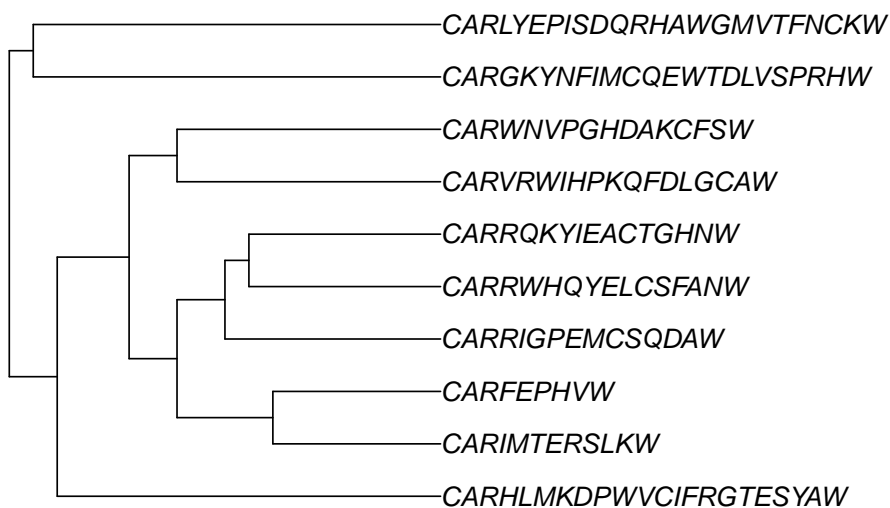 CARLYEPISDQRHAWGMVTFNCKW
CARGKYNFIMCQEWTDLVSPRHW
CARWNVPGHDAKCFSW
CARVRWIHPKQFDLGCAW
CARRQKYIEACTGHNW
CARRWHQYELCSFANW
CARRIGPEMCSQDAW
CARFEPHVW
CARIMTERSLKW
CARHLMKDPWVCIFRGTESYAW